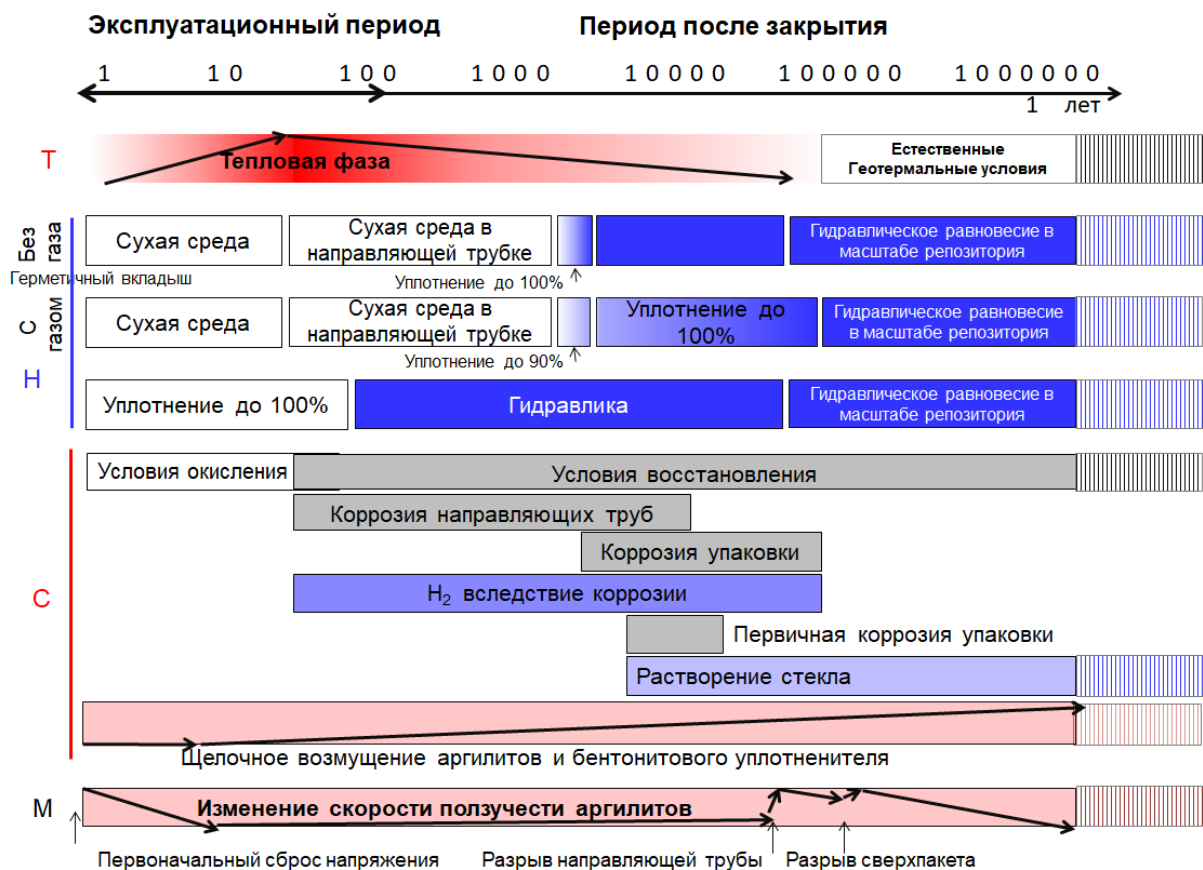 Эксплуатационный период
Период после закрытия
1 10 100 1000 10000 100000 1000000
1 лет
T
Тепловая фаза
Естественные
Геотермальные условия
Без
газа
Сухая среда
Сухая среда в
направляющей трубке
Гидравлическое равновесие в
масштабе репозитория
Герметичный вкладыш
Уплотнение до 100%
С
газом
Сухая среда
Сухая среда в
направляющей трубке
Уплотнение до
100%
Гидравлическое равновесие
в масштабе репозитория
Уплотнение до 90%
H
Уплотнение до 100%
Гидравлика
Гидравлическое равновесие в
масштабе репозитория
Условия окисления
Условия восстановления
Коррозия направляющих труб
Коррозия упаковки
C
H₂ вследствие коррозии
Первичная коррозия упаковки
Растворение стекла
Щелочное возмущение аргилитов и бентонитового уплотненителя
M
Изменение скорости ползучести аргилитов
Первоначальный сброс напряжения
Разрыв направляющей трубы
Разрыв сверхпакета